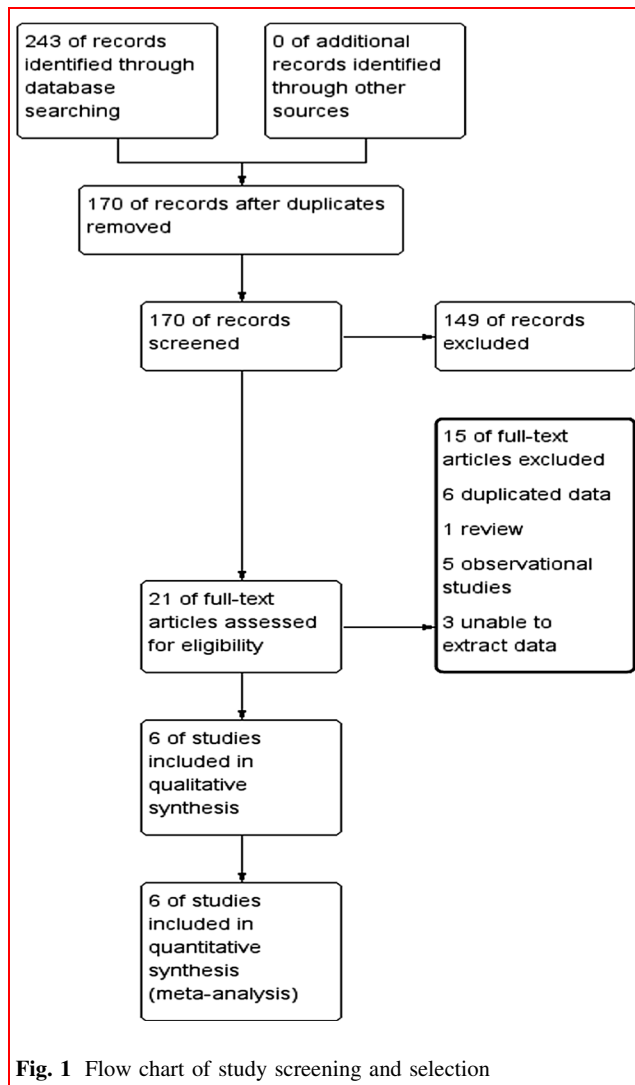 243 of records
identified through
database
searching
0 of additional
records identified
through other
sources
170 of records after duplicates
removed
170 of records
screened
149 of records
excluded
15 of full-text
articles excluded
6 duplicated data
1 review
5 observational
studies
3 unable to
extract data
21 of full-text
articles assessed
for eligibility
6 of studies
included in
qualitative
synthesis
6 of studies
included in
quantitative
synthesis
(meta-analysis)
Fig. 1 Flow chart of study screening and selection